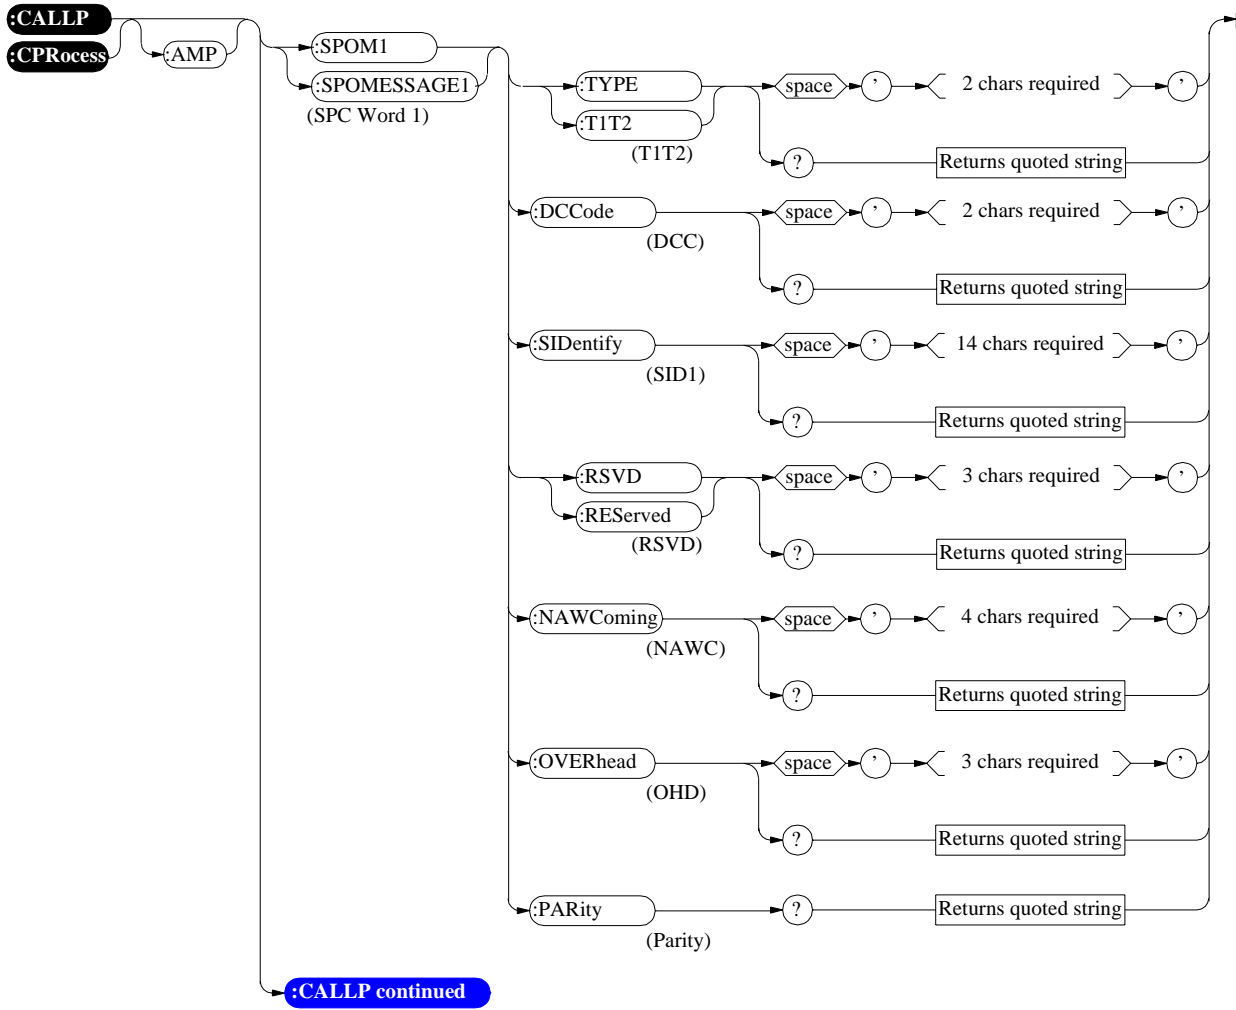 :CALLP
:CPRocess
:AMP
:SPOM1
:SPOMESSAGE1
(SPC Word 1)
:TYPE
:T1T2
(T1T2)
space ’ 2 chars required ’
? Returns quoted string
:DCCode
(DCC)
space ’ 2 chars required ’
? Returns quoted string
:SIDentify
(SID1)
space ’ 14 chars required ’
? Returns quoted string
:RSVD
:REServed
(RSVD)
space ’ 3 chars required ’
? Returns quoted string
:NAWComing
(NAWC)
space ’ 4 chars required ’
? Returns quoted string
:OVERhead
(OHD)
space ’ 3 chars required ’
? Returns quoted string
:PARity
(Parity)
? Returns quoted string
:CALLP continued